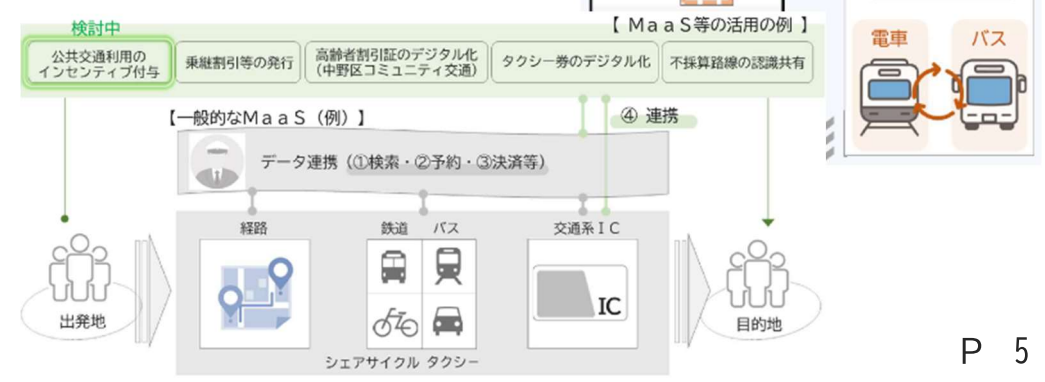 【 ＭａａＳ等の活用の例 】
検討中
公共交通利用の
インセンティブ付与
乗継割引等の発行
高齢者割引証のデジタル化
（中野区コミュニティ交通）
タクシー券のデジタル化
不採算路線の認識共有
電車
バス
【一般的なＭａａＳ（例）】
④ 連携
データ連携（①検索・②予約・③決済等）
経路
鉄道
バス
交通系ＩＣ
IC
出発地
目的地
シェアサイクル
タクシー
Ｐ ５